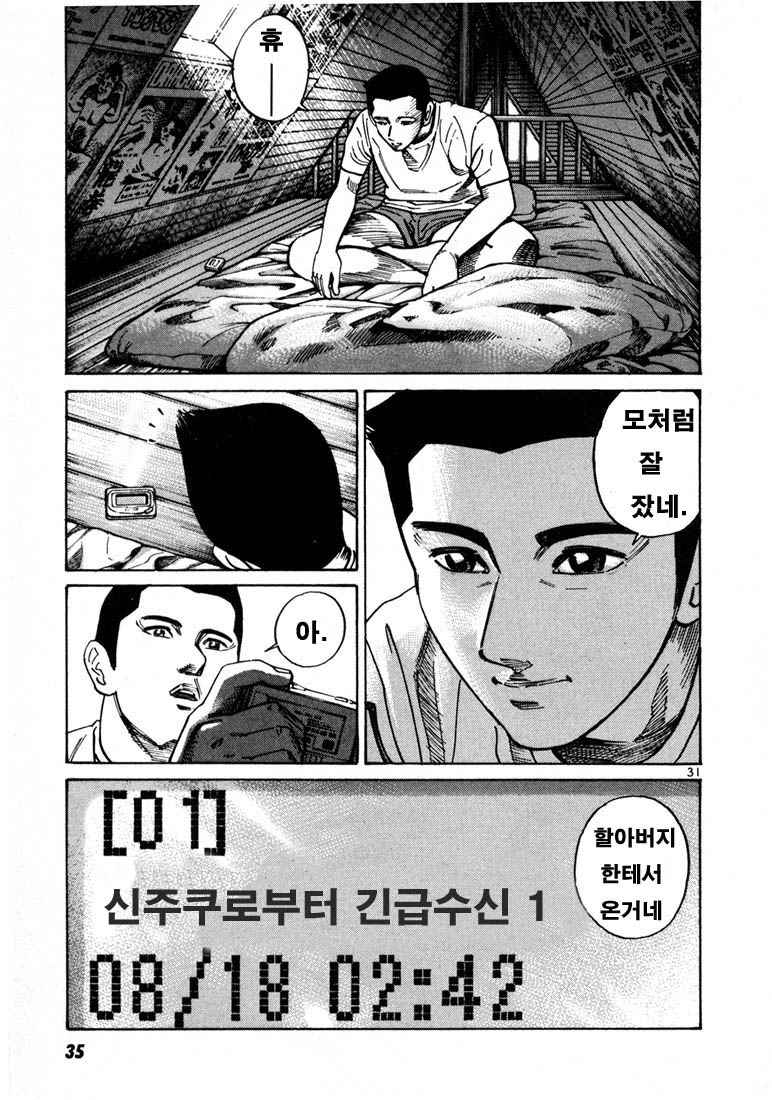 휴
―
모처럼
잘
잤네.
아.
31
[01]
신주쿠로부터 긴급수신 1
08/18 02:42
할아버지
한테서
온거네
35